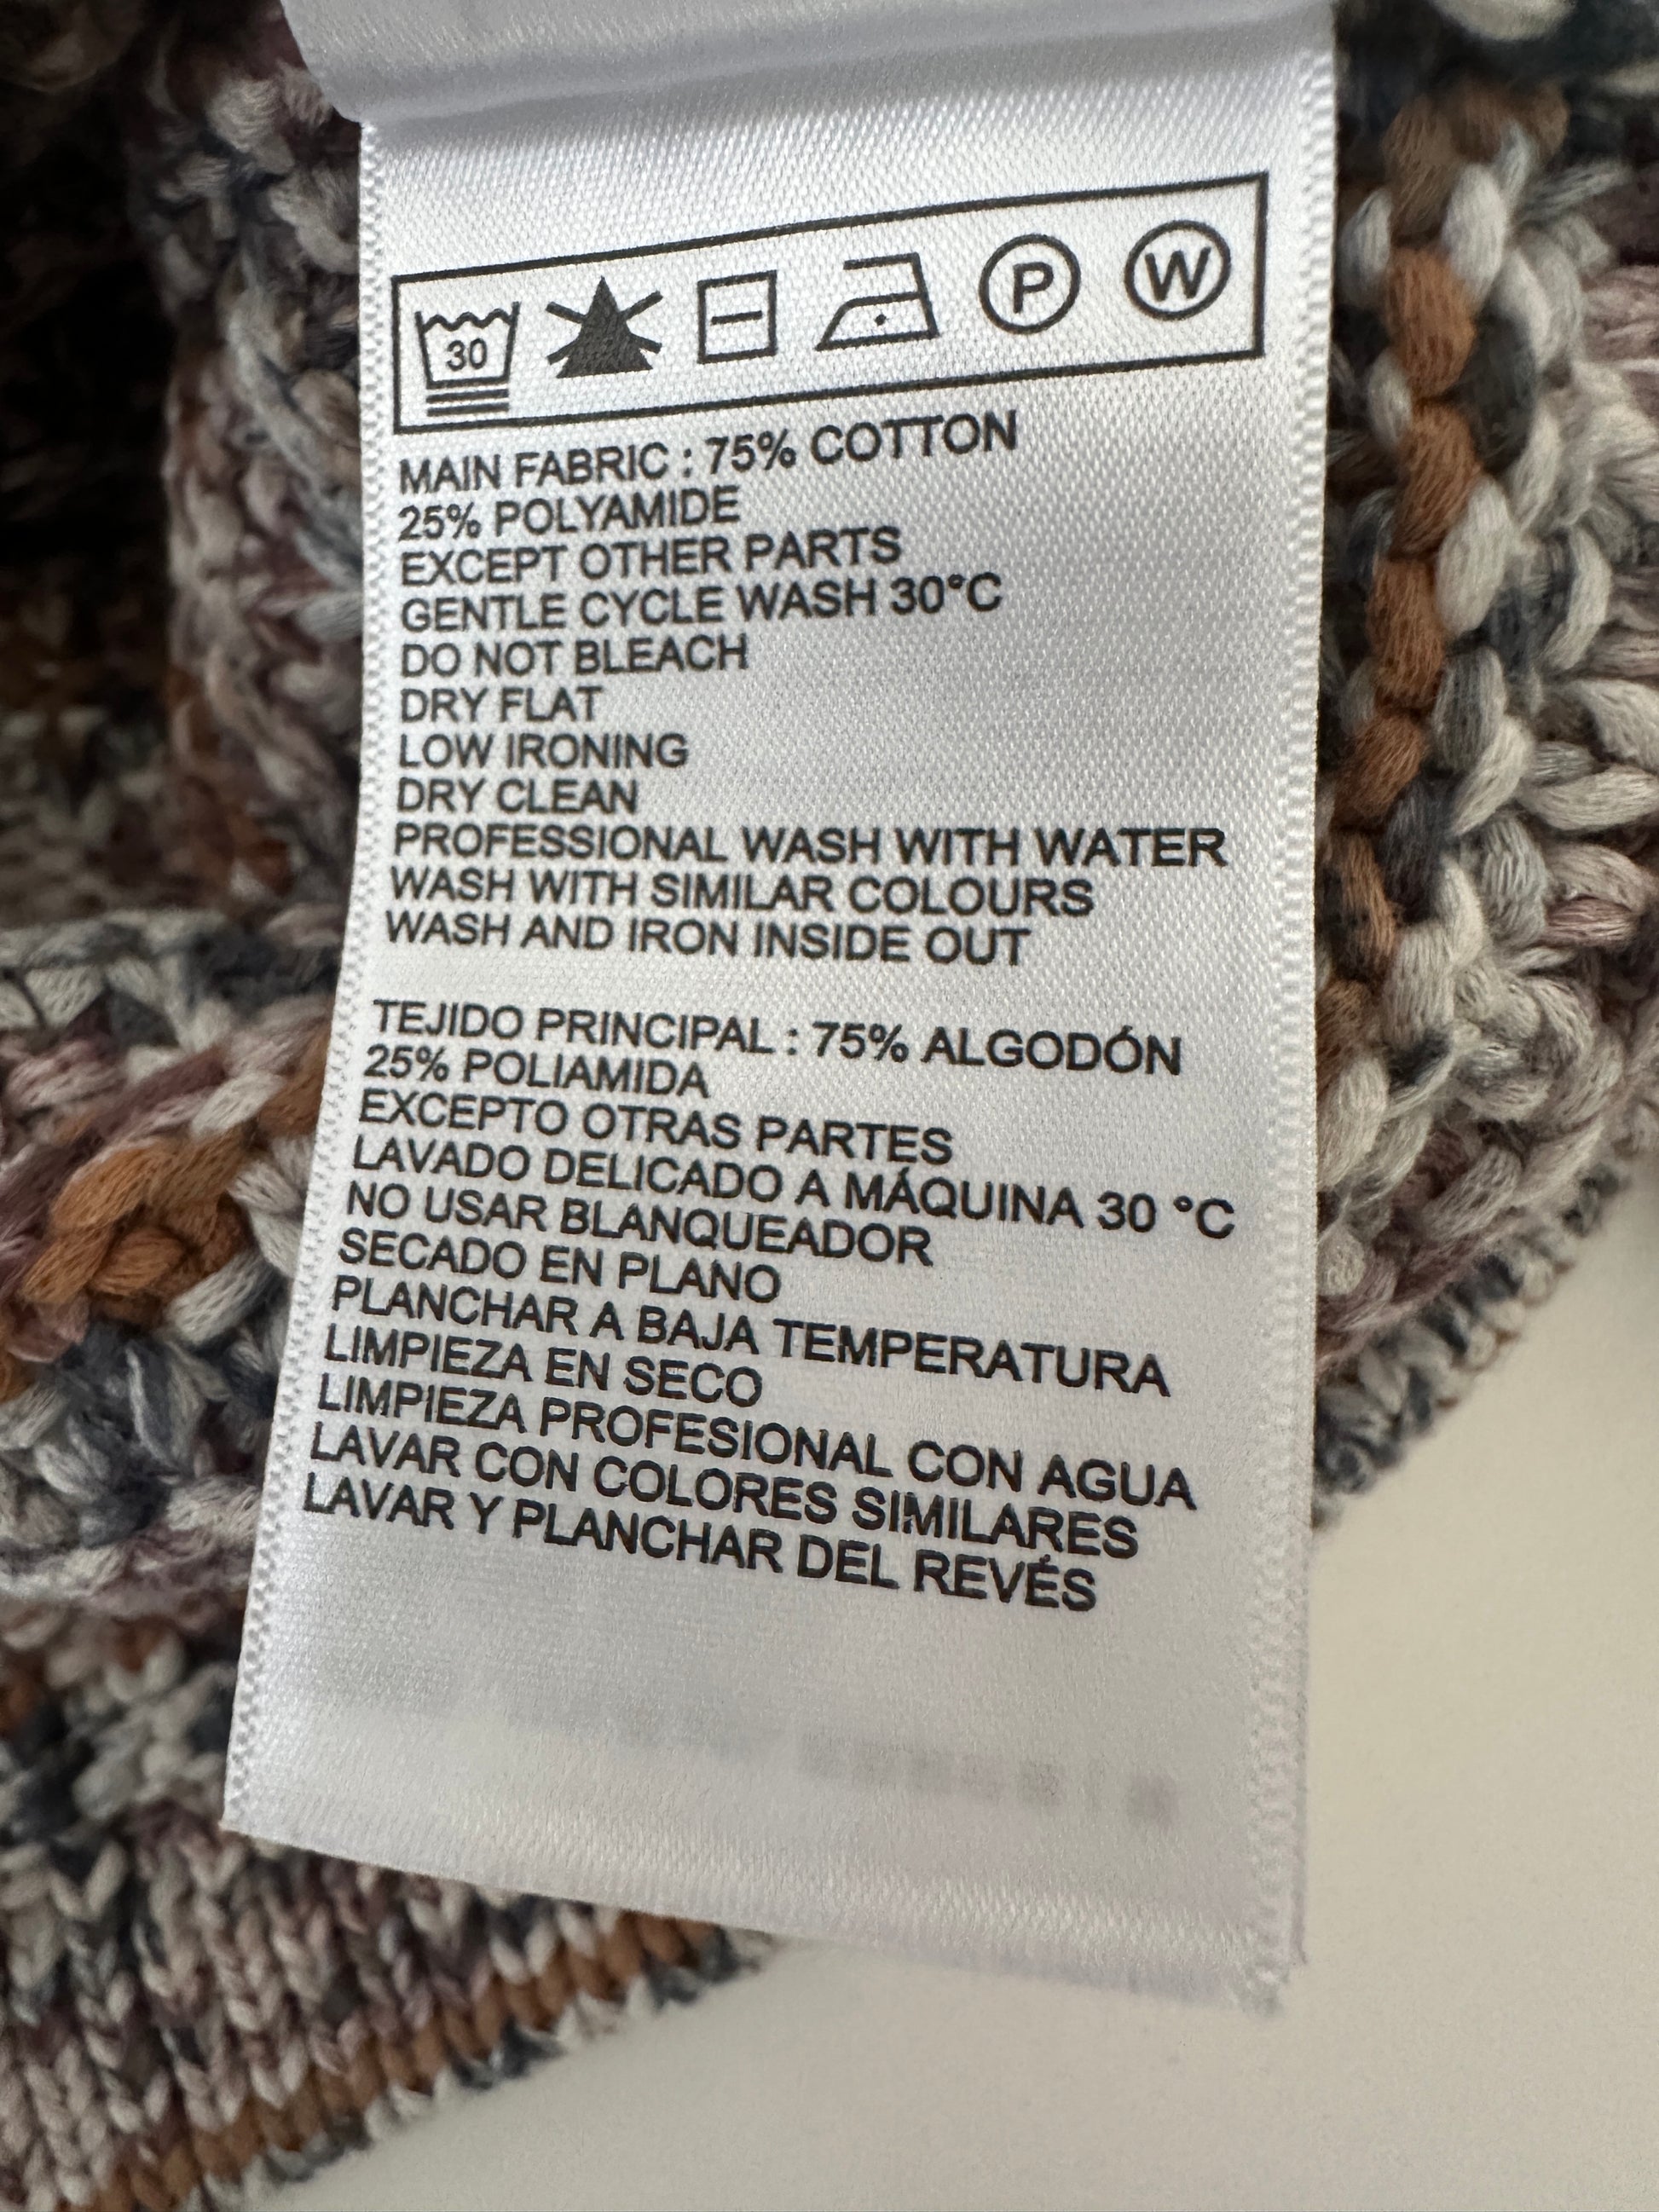 30
P
W
MAIN FABRIC : 75% COTTON
25% POLYAMIDE
EXCEPT OTHER PARTS
GENTLE CYCLE WASH 30°C
DO NOT BLEACH
DRY FLAT
LOW IRONING
DRY CLEAN
PROFESSIONAL WASH WITH WATER
WASH WITH SIMILAR COLOURS
WASH AND IRON INSIDE OUT
TEJIDO PRINCIPAL : 75% ALGODÓN
25% POLIAMIDA
EXCEPTO OTRAS PARTES
LAVADO DELICADO A MÁQUINA 30 °C
NO USAR BLANQUEADOR
SECADO EN PLANO
PLANCHAR A BAJA TEMPERATURA
LIMPIEZA EN SECO
LIMPIEZA PROFESIONAL CON AGUA
LAVAR CON COLORES SIMILARES
LAVAR Y PLANCHAR DEL REVÉS